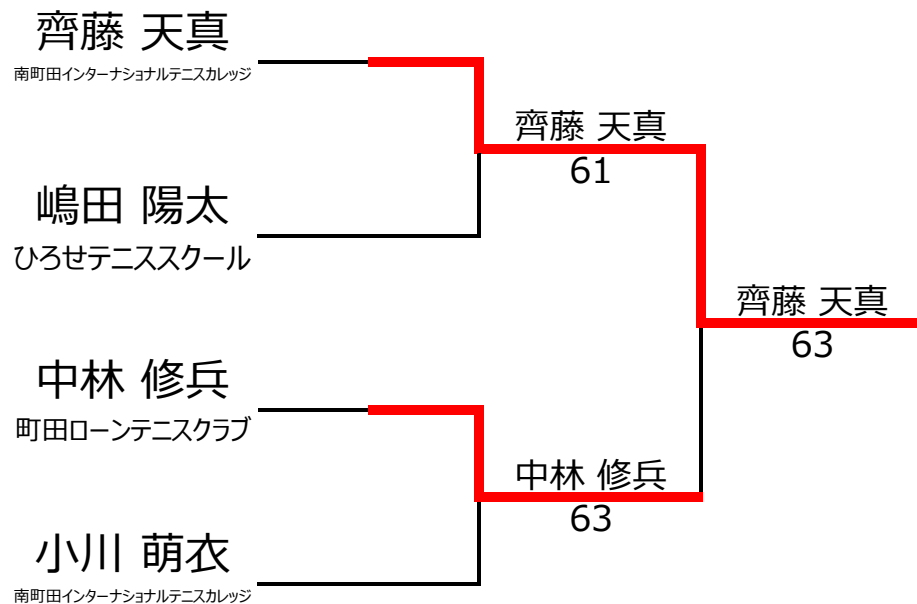 齊藤 天真
南町田インターナショナルテニスカレッジ
齊藤 天真
61
嶋田 陽太
ひろせテニススクール
齊藤 天真
63
中林 修兵
町田ローンテニスクラブ
中林 修兵
63
小川 萌衣
南町田インターナショナルテニスカレッジ